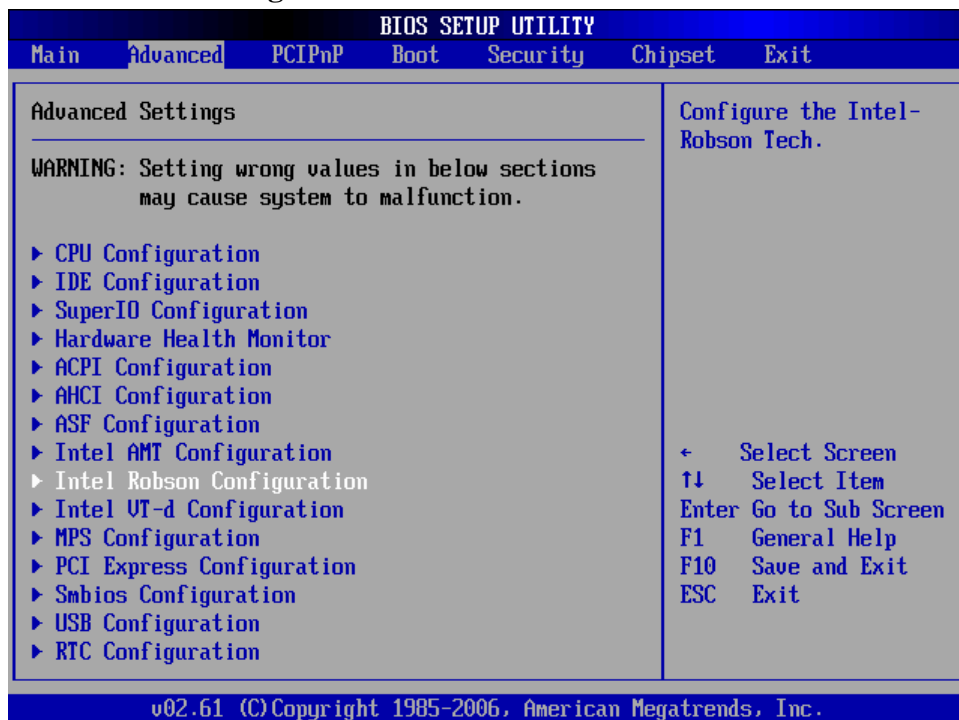 BIOS SETUP UTILITY
Main Advanced PCIPnP Boot Security Chipset Exit
Advanced Settings
WARNING: Setting wrong values in below sections
may cause system to malfunction.
▶ CPU Configuration
▶ IDE Configuration
▶ SuperIO Configuration
▶ Hardware Health Monitor
▶ ACPI Configuration
▶ AHCI Configuration
▶ ASF Configuration
▶ Intel AMT Configuration
▶ Intel Robson Configuration
▶ Intel VT-d Configuration
▶ MPS Configuration
▶ PCI Express Configuration
▶ Smbios Configuration
▶ USB Configuration
▶ RTC Configuration
Configure the Intel-
Robson Tech.
← Select Screen
↑↓ Select Item
Enter Go to Sub Screen
F1 General Help
F10 Save and Exit
ESC Exit
v02.61 (C)Copyright 1985-2006, American Megatrends, Inc.